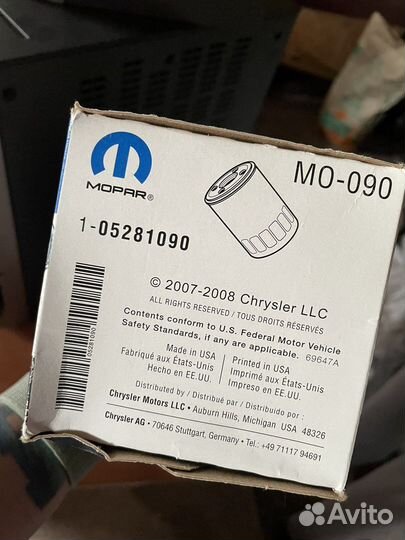 MOPAR®
MO-090
1-05281090
© 2007-2008 Chrysler LLC
ALL RIGHTS RESERVED / TOUS DROITS RÉSERVÉS
Contents conform to U.S. Federal Motor Vehicle
Safety Standards, if any are applicable. 69647A
05281090
Made in USA
Fabriqué aux États-Unis
Hecho en EE.UU.
Printed in USA
Imprimé aux États-Unis
Impreso en EE.UU.
Distributed by / Distribué par / Distribuido por :
Chrysler Motors LLC • Auburn Hills, Michigan USA 48326
Chrysler AG • 70646 Stuttgart, Germany • Tel.: +49 71117 94691
Avito